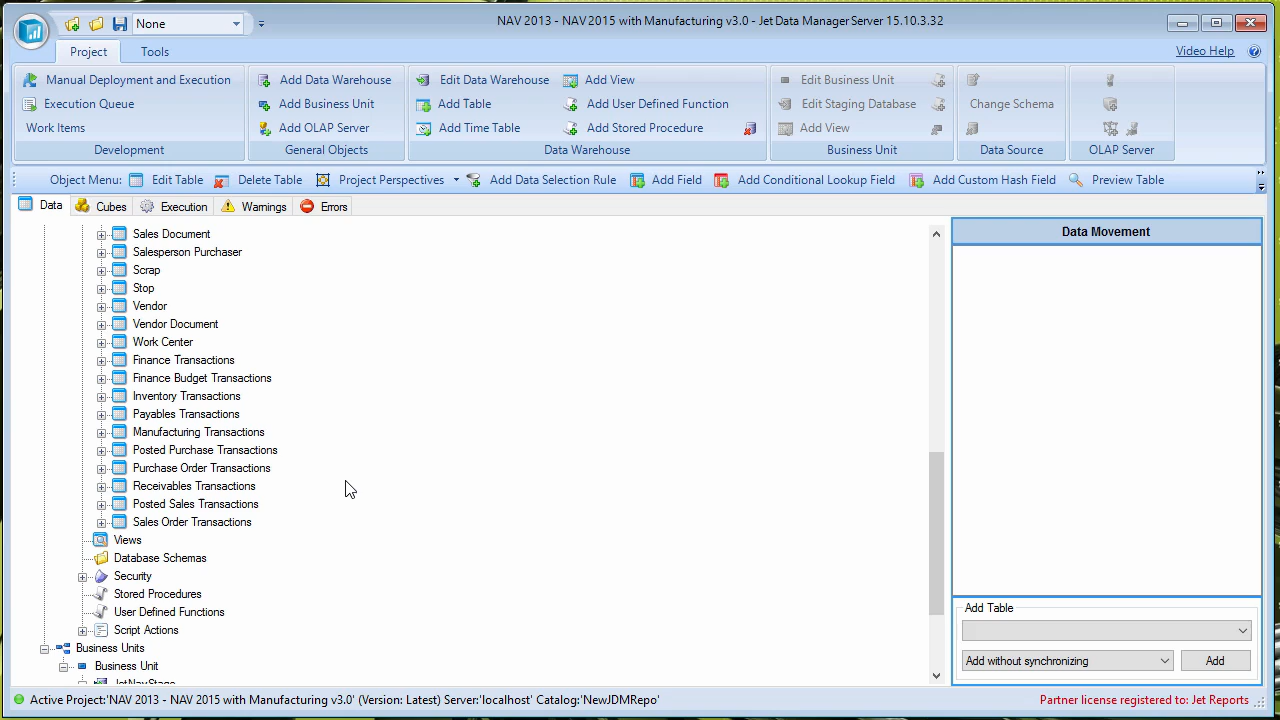 None
NAV 2013 - NAV 2015 with Manufacturing v3.0 - Jet Data Manager Server 15.10.3.32
Project
Tools
Video Help
Manual Deployment and Execution
Execution Queue
Work Items
Development
Add Data Warehouse
Add Business Unit
Add OLAP Server
General Objects
Edit Data Warehouse
Add Table
Add Time Table
Add View
Add User Defined Function
Add Stored Procedure
Data Warehouse
Edit Business Unit
Edit Staging Database
Add View
Business Unit
Change Schema
Data Source
OLAP Server
Object Menu: Edit Table Delete Table Project Perspectives Add Data Selection Rule Add Field Add Conditional Lookup Field Add Custom Hash Field Preview Table
Data Cubes Execution Warnings Errors
Sales Document
Salesperson Purchaser
Scrap
Stop
Vendor
Vendor Document
Work Center
Finance Transactions
Finance Budget Transactions
Inventory Transactions
Payables Transactions
Manufacturing Transactions
Posted Purchase Transactions
Purchase Order Transactions
Receivables Transactions
Posted Sales Transactions
Sales Order Transactions
Views
Database Schemas
Security
Stored Procedures
User Defined Functions
Script Actions
Business Units
Business Unit
JetNavStage
Data Movement
Add Table
Add without synchronizing
Add
Active Project:'NAV 2013 - NAV 2015 with Manufacturing v3.0' (Version: Latest) Server:'localhost' Catalog:'NewJDMRepo'
Partner license registered to: Jet Reports